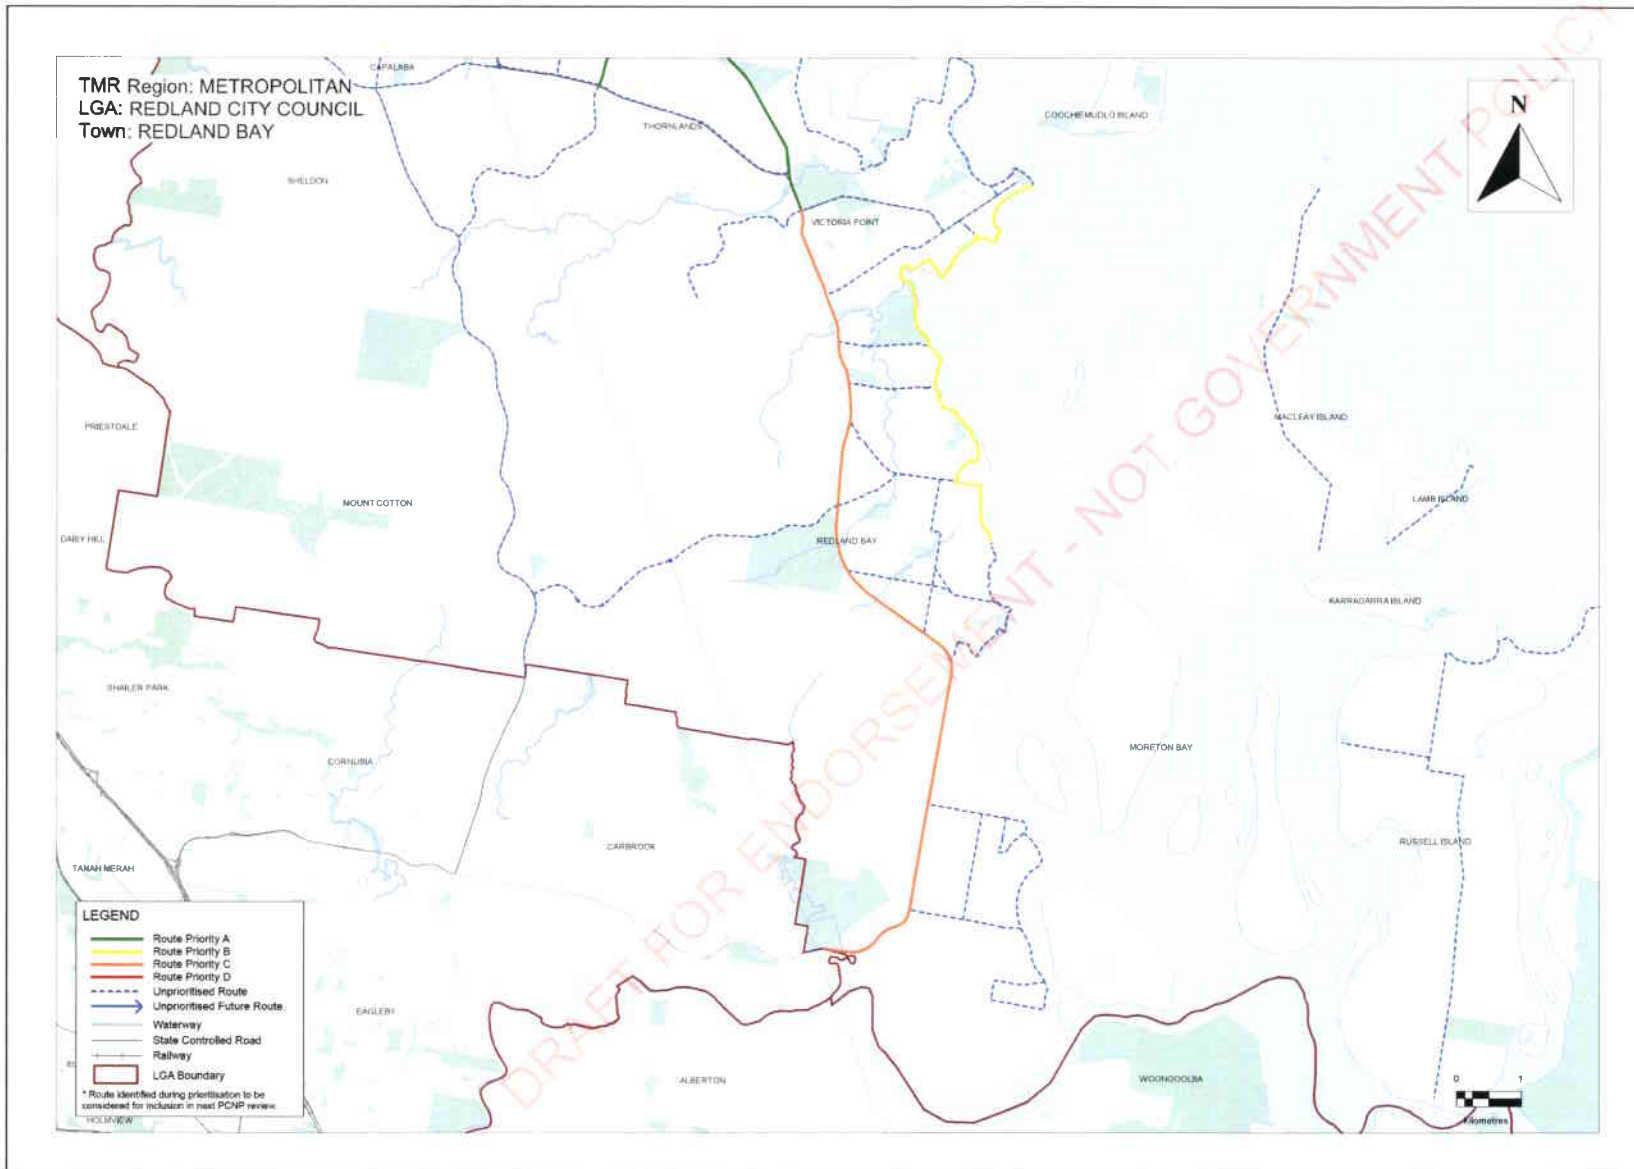 TMR Region: METROPOLITAN
LGA: REDLAND CITY COUNCIL
Town: REDLAND BAY
CAPALABA
THORNLANDS
COOCHIEMUDLO ISLAND
N
SHELDON
VICTORIA POINT
PRIESTDALE
MACLEAY ISLAND
MOUNT COTTON
LAMB ISLAND
DAISY HILL
REDLAND BAY
KARRAGARRA ISLAND
SHAILER PARK
MORETON BAY
CORNUBIA
CARBROOK
RUSSELL ISLAND
TANAH MERAH
LEGEND
Route Priority A
Route Priority B
Route Priority C
Route Priority D
Unprioritised Route
Unprioritised Future Route
Waterway
State Controlled Road
Railway
LGA Boundary
* Route identified during prioritisation to be
considered for inclusion in next PCNP review.
EAGLEBY
ALBERTON
WOONGOOLBA
HOLMVIEW
0 1
Kilometres
DRAFT FOR ENDORSEMENT - NOT GOVERNMENT POLICY